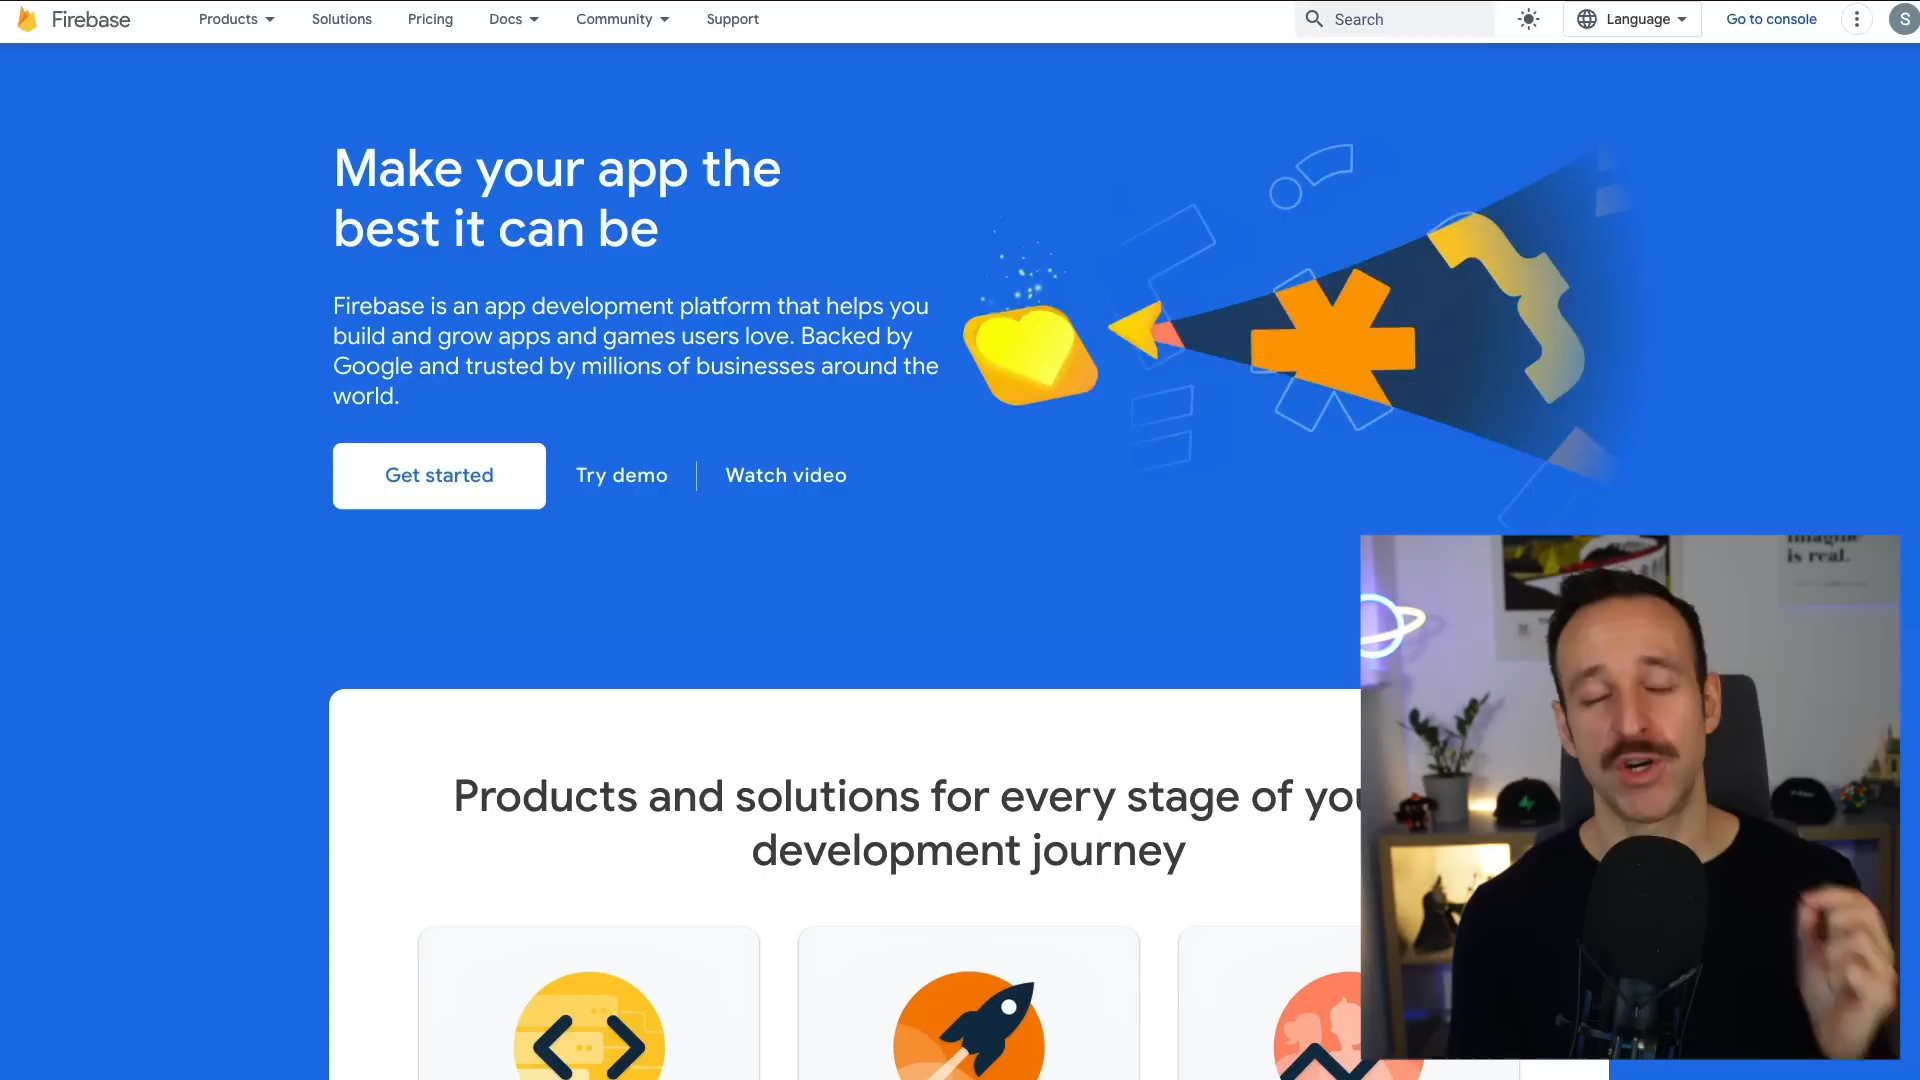 Firebase
Products
Solutions
Pricing
Docs
Community
Support
Search
Language
Go to console
S
Make your app the
best it can be
Firebase is an app development platform that helps you
build and grow apps and games users love. Backed by
Google and trusted by millions of businesses around the
world.
Get started
Try demo
Watch video
Products and solutions for every stage of you
development journey
imagine
is real.